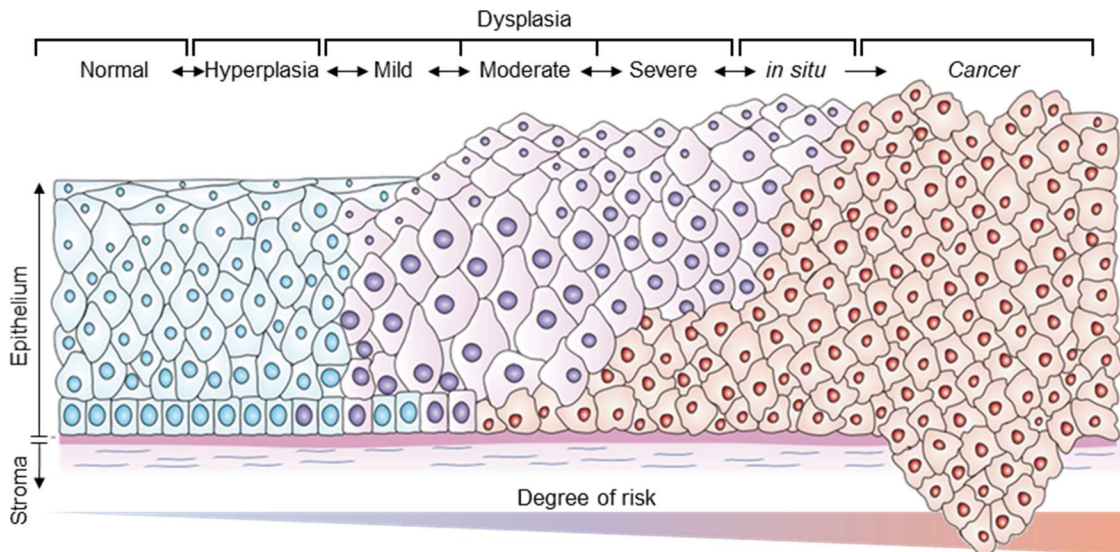 Dysplasia
Normal Hyperplasia Mild Moderate Severe in situ Cancer
Epithelium
Stroma
Degree of risk